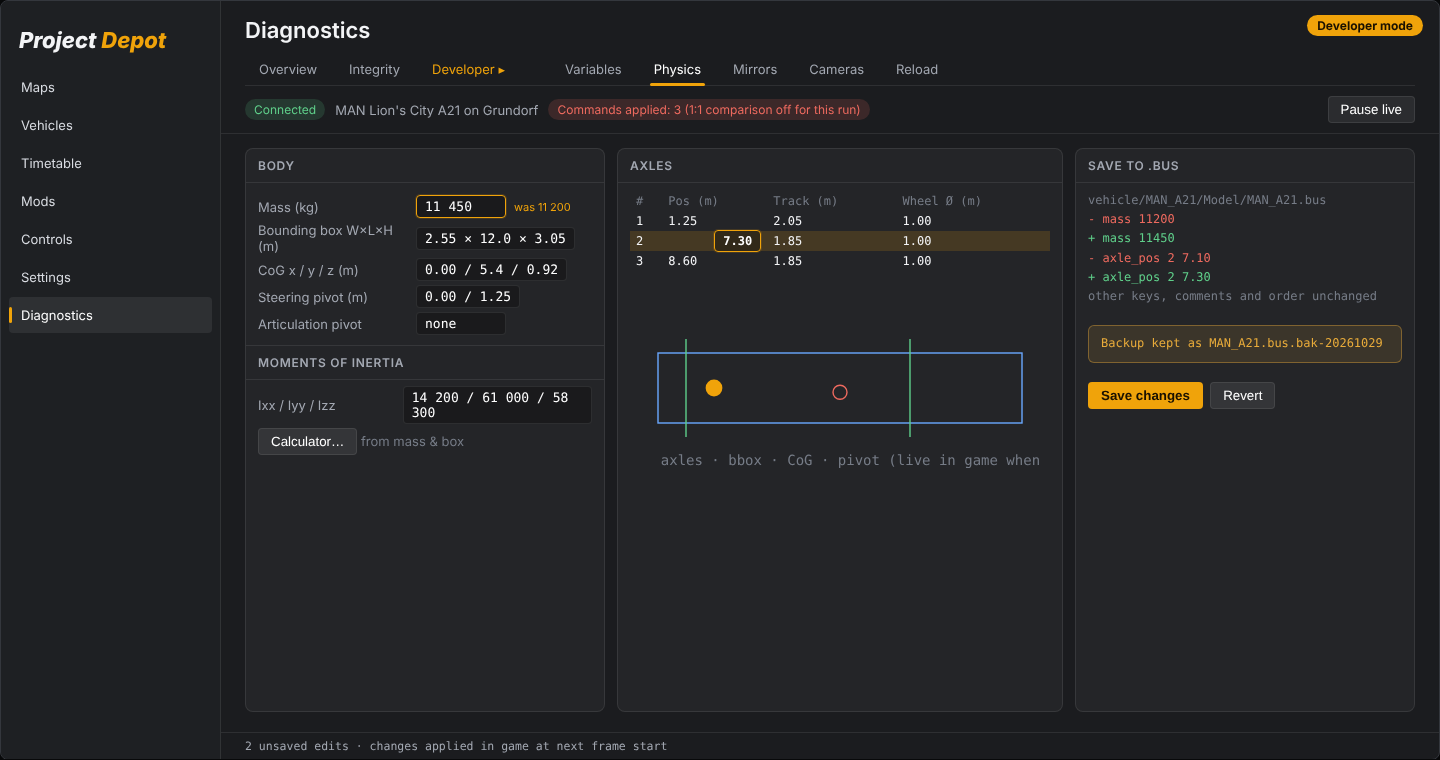 Project Depot
Developer mode
Maps
Vehicles
Timetable
Mods
Controls
Settings
Diagnostics
Diagnostics
Overview Integrity Developer ▸ Variables Physics Mirrors Cameras Reload
Connected MAN Lion's City A21 on Grundorf Commands applied: 3 (1:1 comparison off for this run) Pause live
BODY
Mass (kg) 11 450 was 11 200
Bounding box W×L×H
(m)
2.55 × 12.0 × 3.05
CoG x / y / z (m) 0.00 / 5.4 / 0.92
Steering pivot (m) 0.00 / 1.25
Articulation pivot none
MOMENTS OF INERTIA
Ixx / Iyy / Izz
14 200 / 61 000 / 58
300
Calculator… from mass & box
AXLES
# Pos (m) Track (m) Wheel Ø (m)
1 1.25 2.05 1.00
2 7.30 1.85 1.00
3 8.60 1.85 1.00
axles · bbox · CoG · pivot (live in game when
SAVE TO .BUS
vehicle/MAN_A21/Model/MAN_A21.bus
- mass 11200
+ mass 11450
- axle_pos 2 7.10
+ axle_pos 2 7.30
other keys, comments and order unchanged
Backup kept as MAN_A21.bus.bak-20261029
Save changes Revert
2 unsaved edits · changes applied in game at next frame start